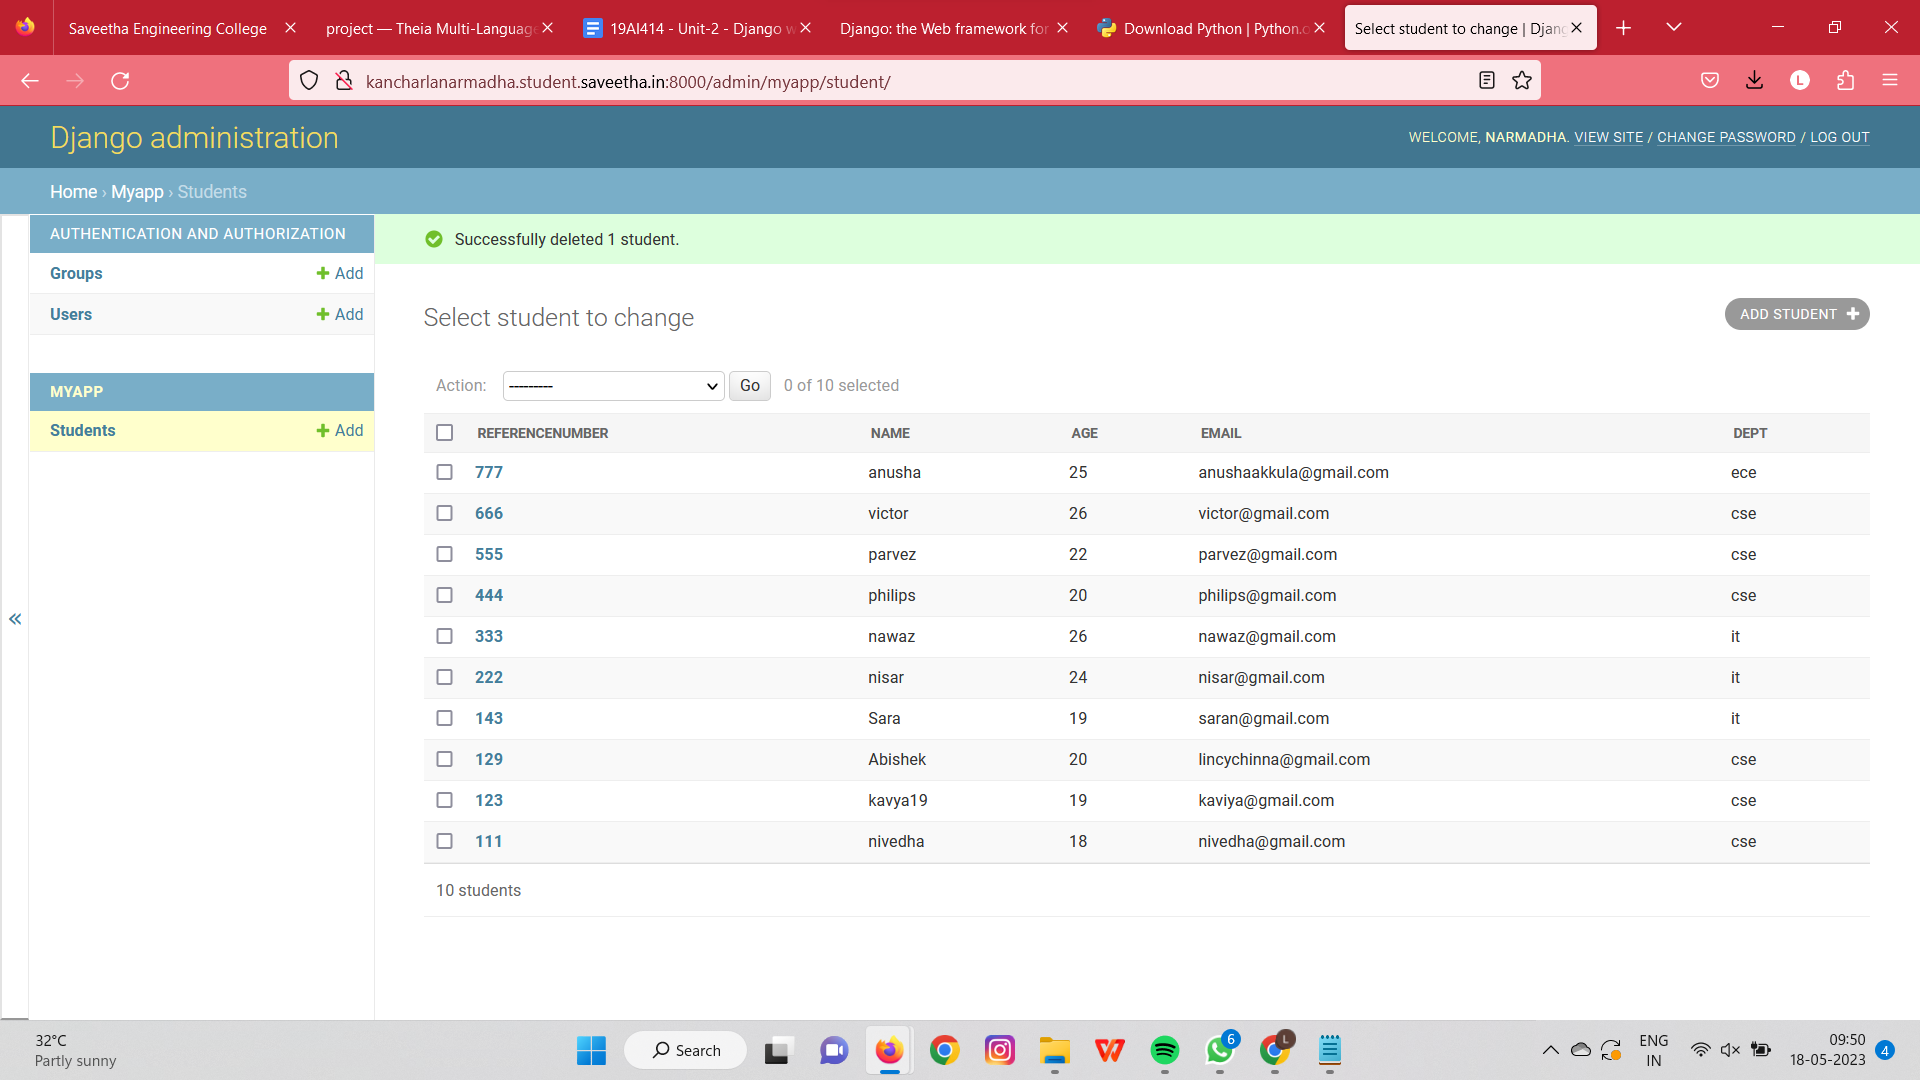 Saveetha Engineering College
project — Theia Multi-Language
19AI414 - Unit-2 - Django w
Django: the Web framework for
Download Python | Python.o
Select student to change | Djang
kancharlanarmadha.student.saveetha.in:8000/admin/myapp/student/
L
Django administration
WELCOME, NARMADHA. VIEW SITE / CHANGE PASSWORD / LOG OUT
Home › Myapp › Students
AUTHENTICATION AND AUTHORIZATION
Groups + Add
Users + Add
MYAPP
Students + Add
«
Successfully deleted 1 student.
Select student to change
ADD STUDENT +
Action: --------- Go 0 of 10 selected
REFERENCENUMBER NAME AGE EMAIL DEPT
777 anusha 25 anushaakkula@gmail.com ece
666 victor 26 victor@gmail.com cse
555 parvez 22 parvez@gmail.com cse
444 philips 20 philips@gmail.com cse
333 nawaz 26 nawaz@gmail.com it
222 nisar 24 nisar@gmail.com it
143 Sara 19 saran@gmail.com it
129 Abishek 20 lincychinna@gmail.com cse
123 kavya19 19 kaviya@gmail.com cse
111 nivedha 18 nivedha@gmail.com cse
10 students
32°C
Partly sunny
Search
6
L
ENG
IN
09:50
18-05-2023
4